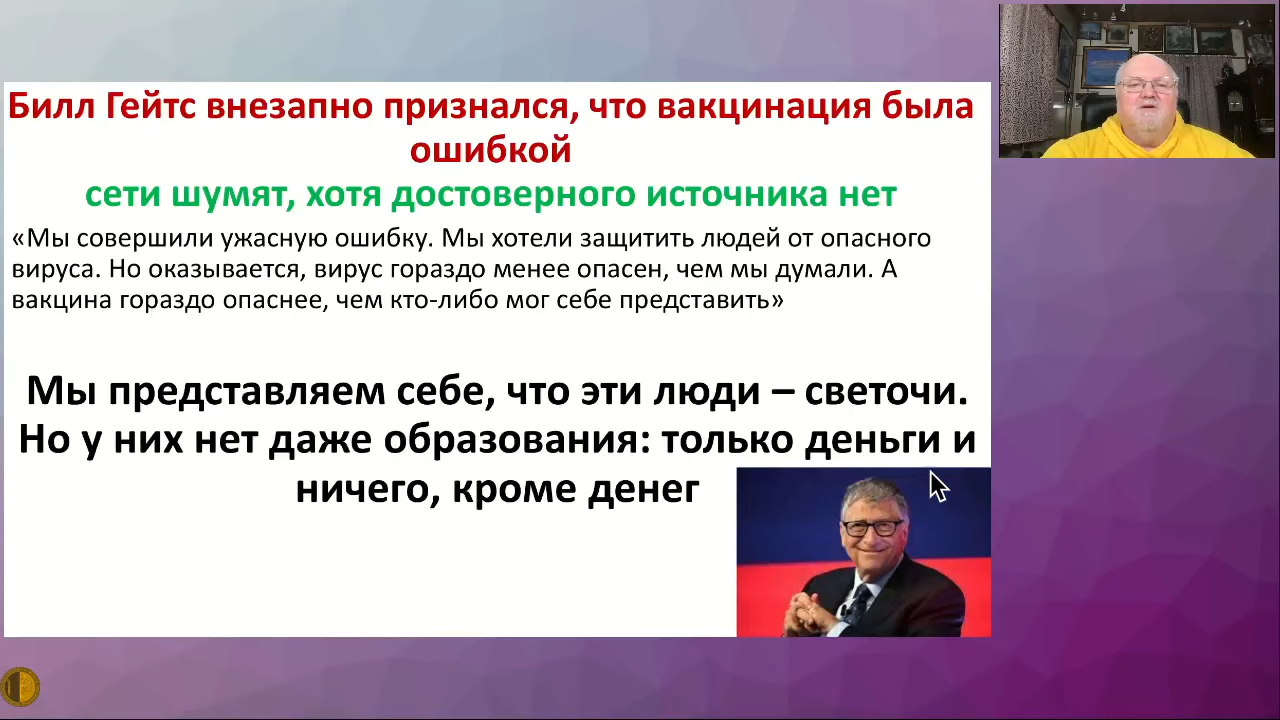 Билл Гейтс внезапно признался, что вакцинация была
ошибкой
сети шумят, хотя достоверного источника нет
«Мы совершили ужасную ошибку. Мы хотели защитить людей от опасного
вируса. Но оказывается, вирус гораздо менее опасен, чем мы думали. А
вакцина гораздо опаснее, чем кто-либо мог себе представить»
Мы представляем себе, что эти люди – светочи.
Но у них нет даже образования: только деньги и
ничего, кроме денег